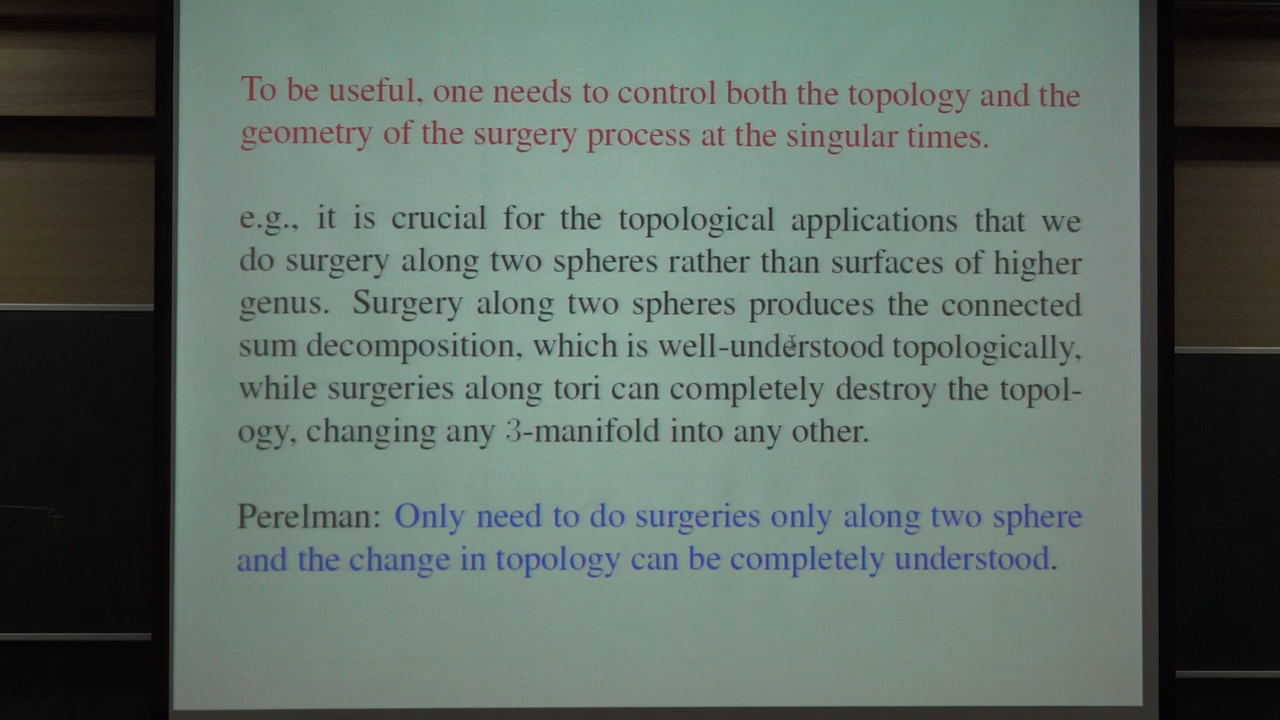 To be useful, one needs to control both the topology and the
geometry of the surgery process at the singular times.
e.g., it is crucial for the topological applications that we
do surgery along two spheres rather than surfaces of higher
genus. Surgery along two spheres produces the connected
sum decomposition, which is well-understood topologically,
while surgeries along tori can completely destroy the topol-
ogy, changing any 3-manifold into any other.
Perelman: Only need to do surgeries only along two sphere
and the change in topology can be completely understood.